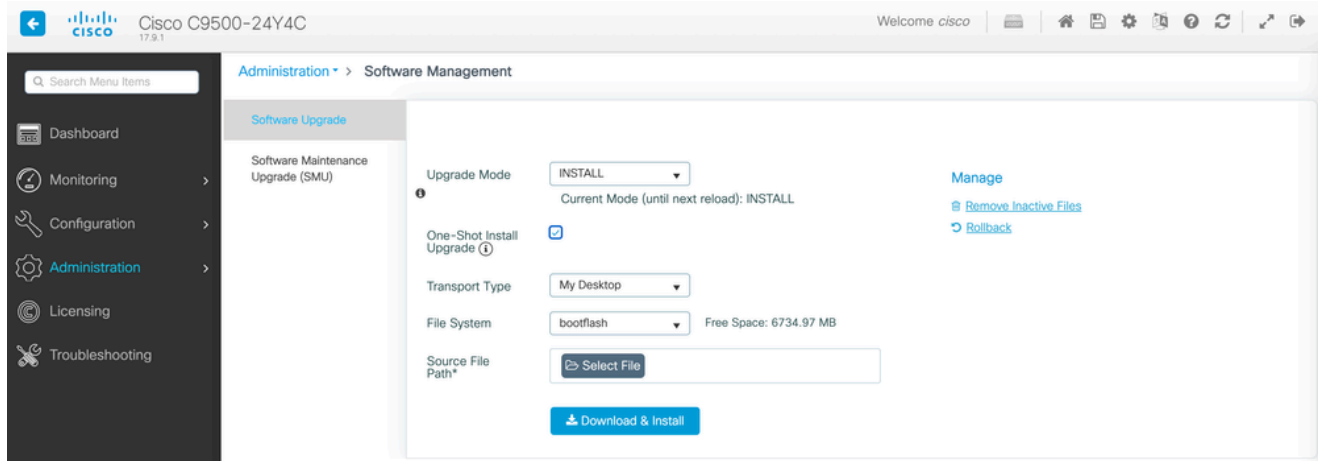 CISCO
Cisco C9500-24Y4C
17.9.1
Welcome cisco
Search Menu Items
Dashboard
Monitoring
Configuration
Administration
Licensing
Troubleshooting
Administration > Software Management
Software Upgrade
Software Maintenance
Upgrade (SMU)
Upgrade Mode
INSTALL
Current Mode (until next reload): INSTALL
One-Shot Install
Upgrade
Transport Type
My Desktop
File System
bootflash
Free Space: 6734.97 MB
Source File
Path*
Select File
Download & Install
Manage
Remove Inactive Files
Rollback